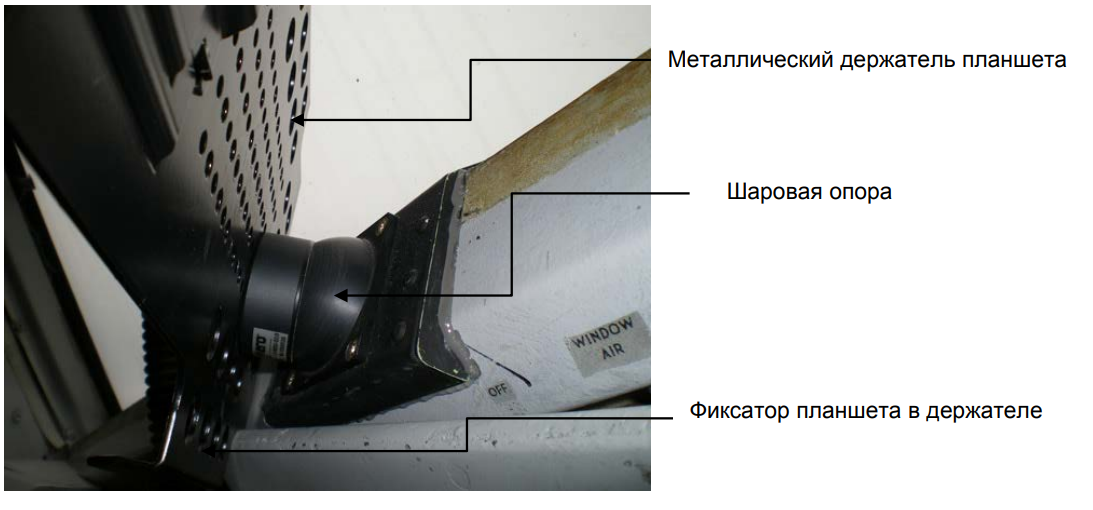 Металлический держатель планшета
Шаровая опора
WINDOW
AIR
OFF
Фиксатор планшета в держателе